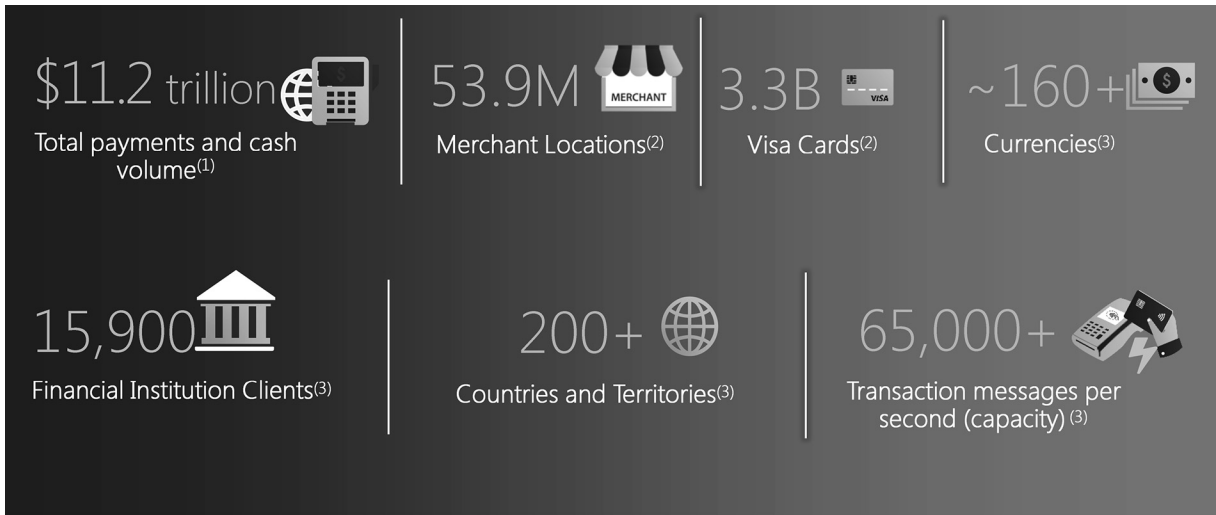 $11.2 trillion
Total payments and cash
volume(1)
53.9M
MERCHANT
Merchant Locations(2)
3.3B
VISA
Visa Cards(2)
~160+
$
Currencies(3)
15,900
Financial Institution Clients(3)
200+
Countries and Territories(3)
65,000+
Transaction messages per
second (capacity) (3)